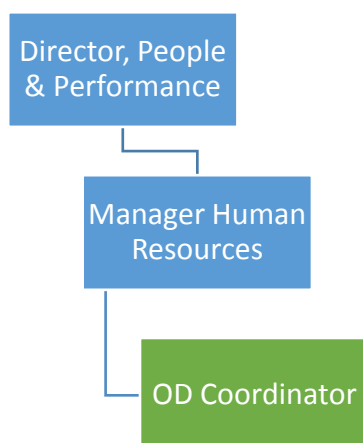 Director, People
& Performance
Manager Human
Resources
OD Coordinator